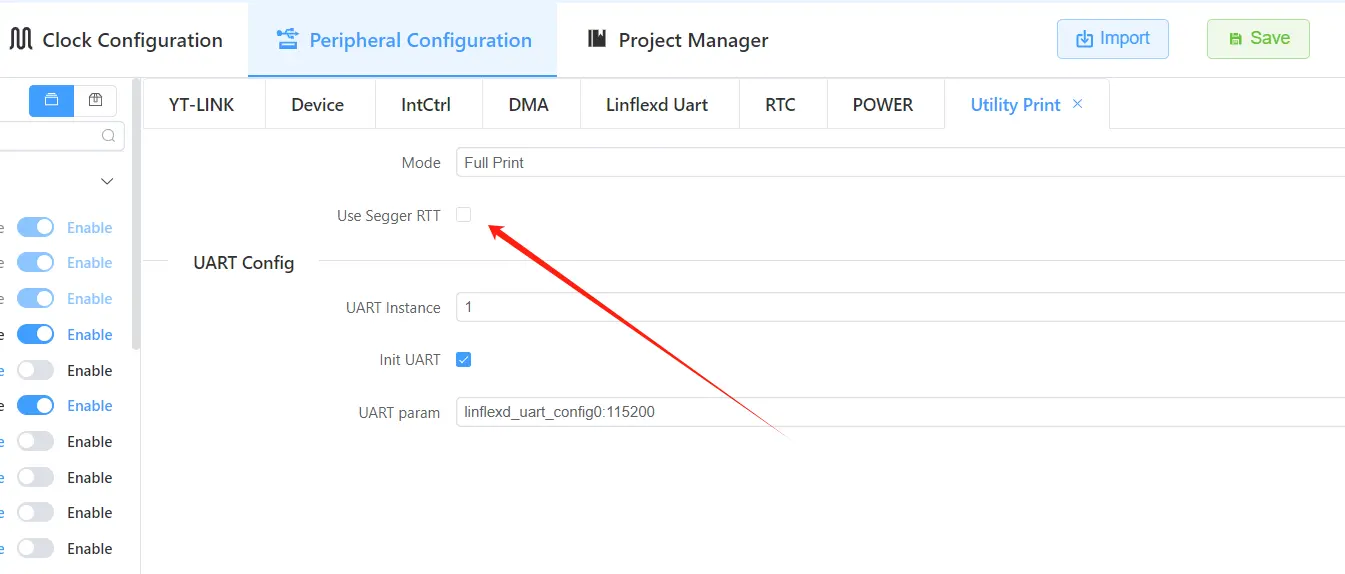 Clock Configuration Peripheral Configuration Project Manager Import Save
YT-LINK Device IntCtrl DMA Linflexd Uart RTC POWER Utility Print ×
Mode Full Print
Use Segger RTT
UART Config
UART Instance 1
Init UART
UART param linflexd_uart_config0:115200
e Enable
e Enable
e Enable
e Enable
e Enable
e Enable
e Enable
e Enable
e Enable
e Enable